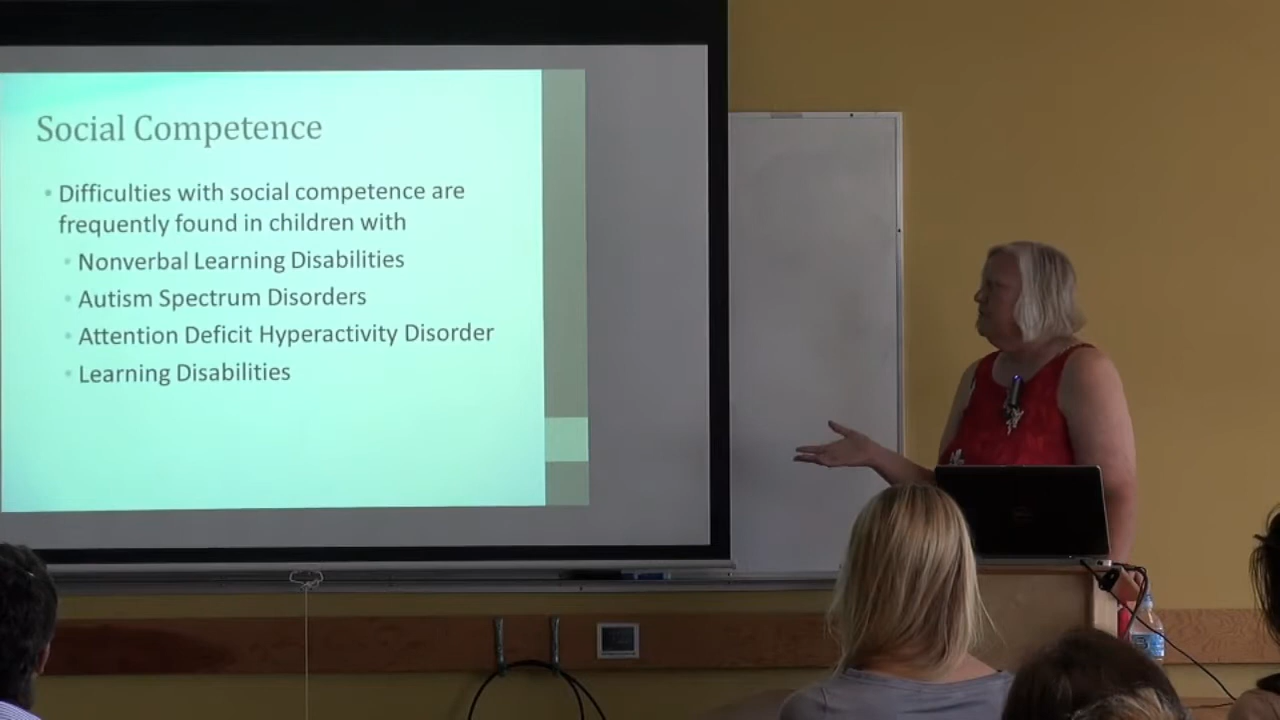 Social Competence
• Difficulties with social competence are
frequently found in children with
• Nonverbal Learning Disabilities
• Autism Spectrum Disorders
• Attention Deficit Hyperactivity Disorder
• Learning Disabilities